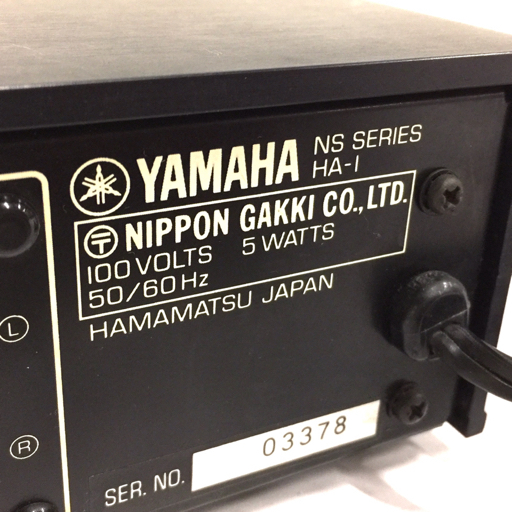 YAMAHA NS SERIES
HA-1
〶 NIPPON GAKKI CO., LTD.
100 VOLTS 5 WATTS
50/60 Hz
HAMAMATSU JAPAN
L
R
SER. NO. 03378